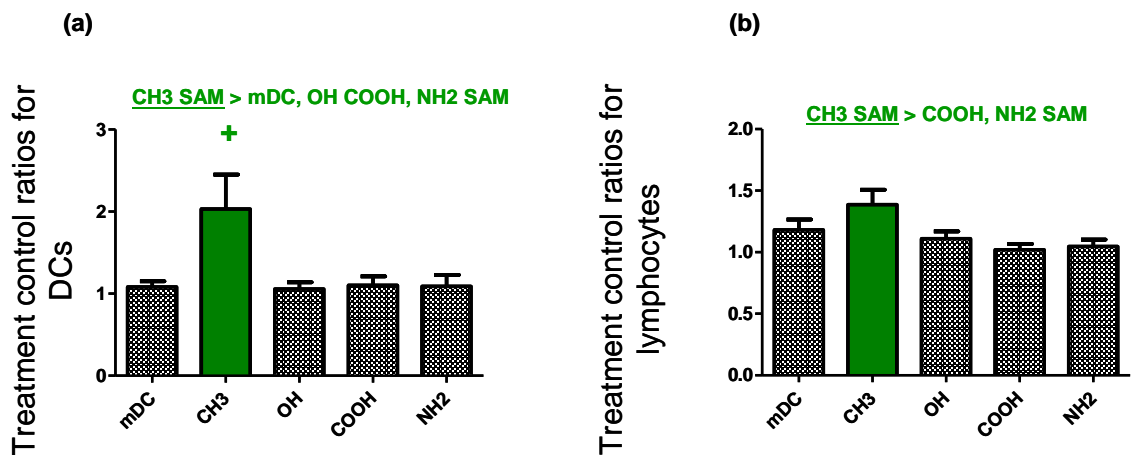 (a)
Treatment control ratios for
DCs
CH3 SAM > mDC, OH COOH, NH2 SAM
+
3
2
1
0
mDC
CH3
OH
COOH
NH2
(b)
Treatment control ratios for
lymphocytes
CH3 SAM > COOH, NH2 SAM
2.0
1.5
1.0
0.5
0.0
mDC
CH3
OH
COOH
NH2